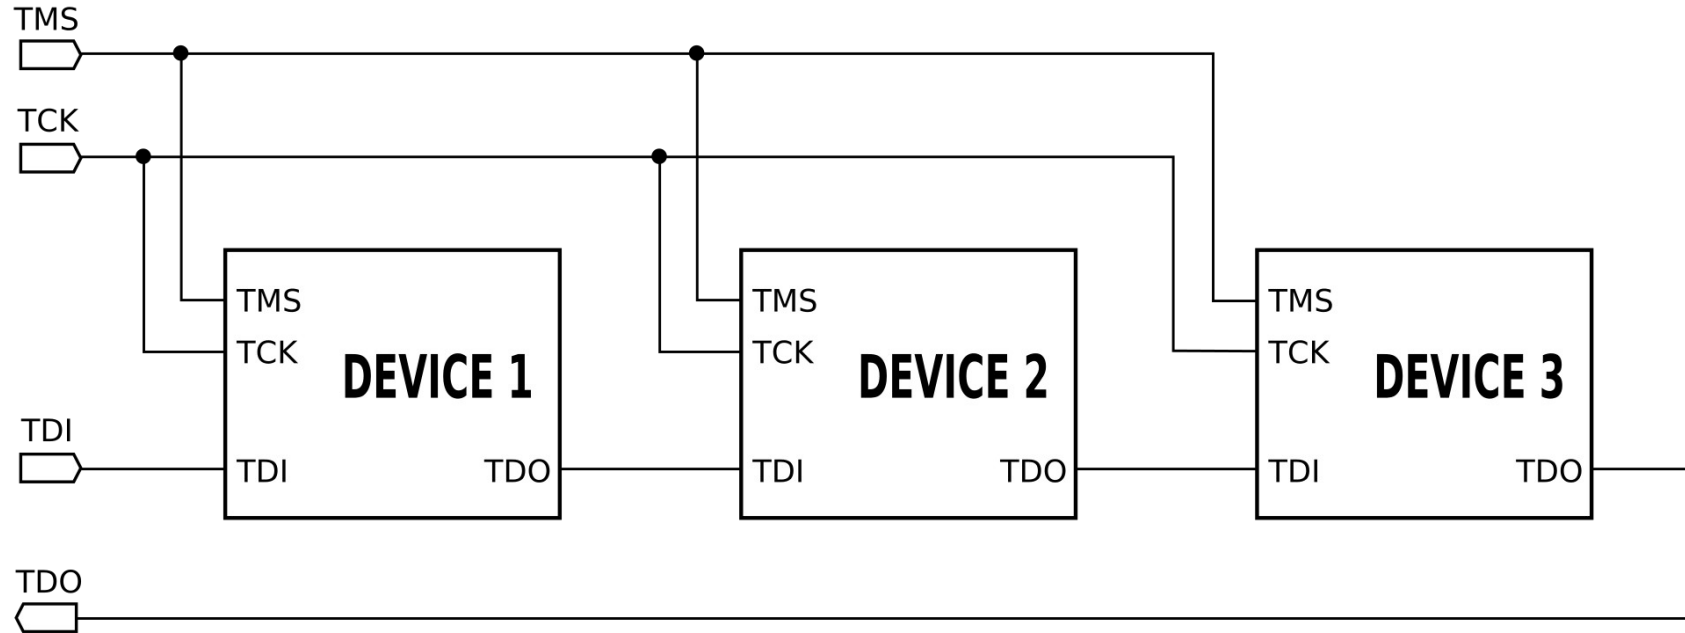 TMS
TCK
TMS
TCK
DEVICE 1
TDI
TDO
TMS
TCK
DEVICE 2
TDI
TDO
TMS
TCK
DEVICE 3
TDI
TDO
TDI
TDO